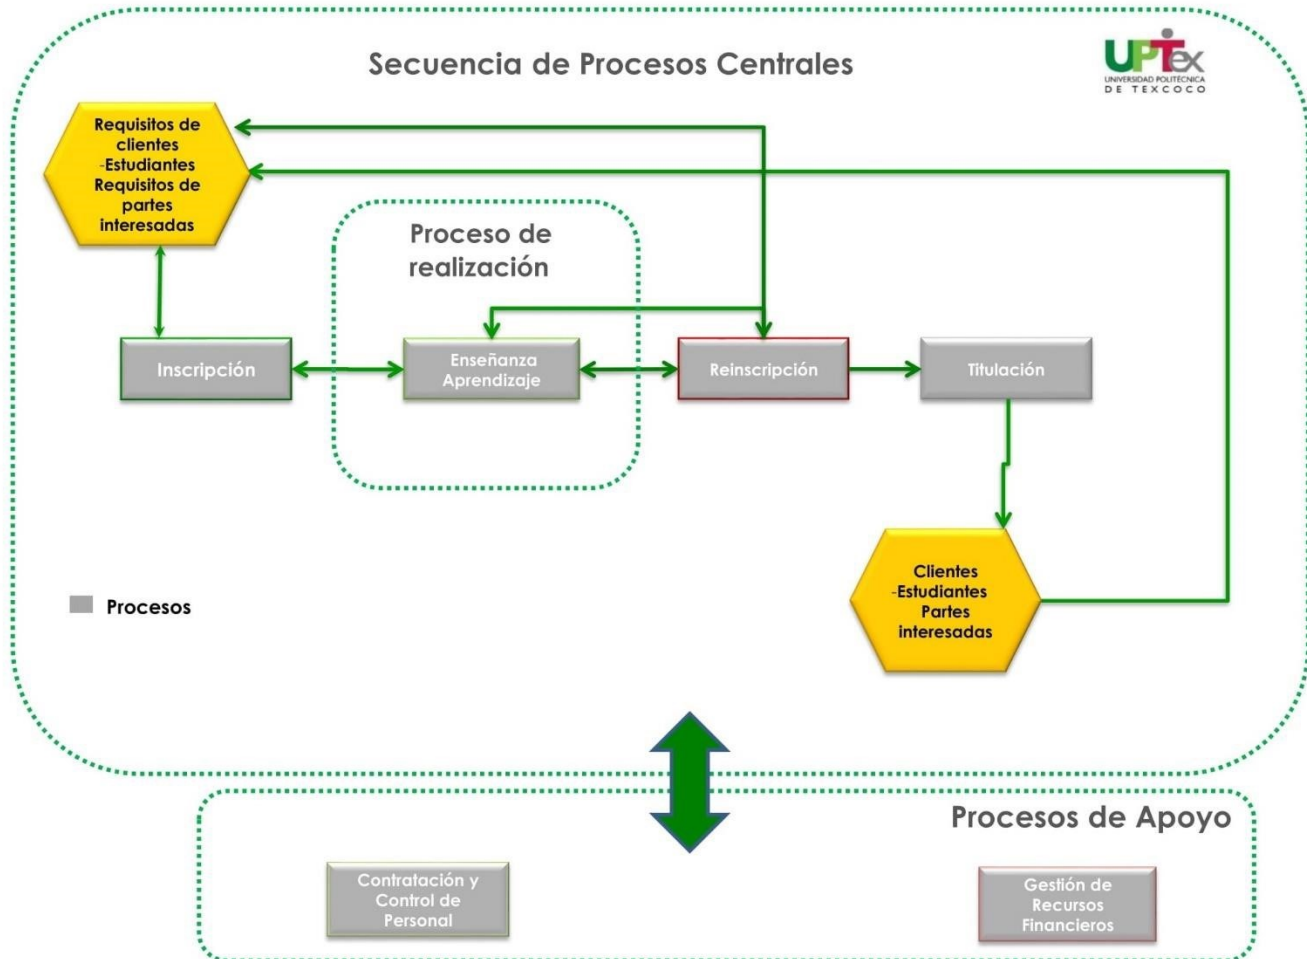 Secuencia de Procesos Centrales
UPTex
UNIVERSIDAD POLITÉCNICA
DE TEXCOCO
Requisitos de
clientes
-Estudiantes
Requisitos de
partes
interesadas
Proceso de
realización
Inscripción
Enseñanza
Aprendizaje
Reinscripción
Titulación
Clientes
-Estudiantes
Partes
interesadas
Procesos
Procesos de Apoyo
Contratación y
Control de
Personal
Gestión de
Recursos
Financieros